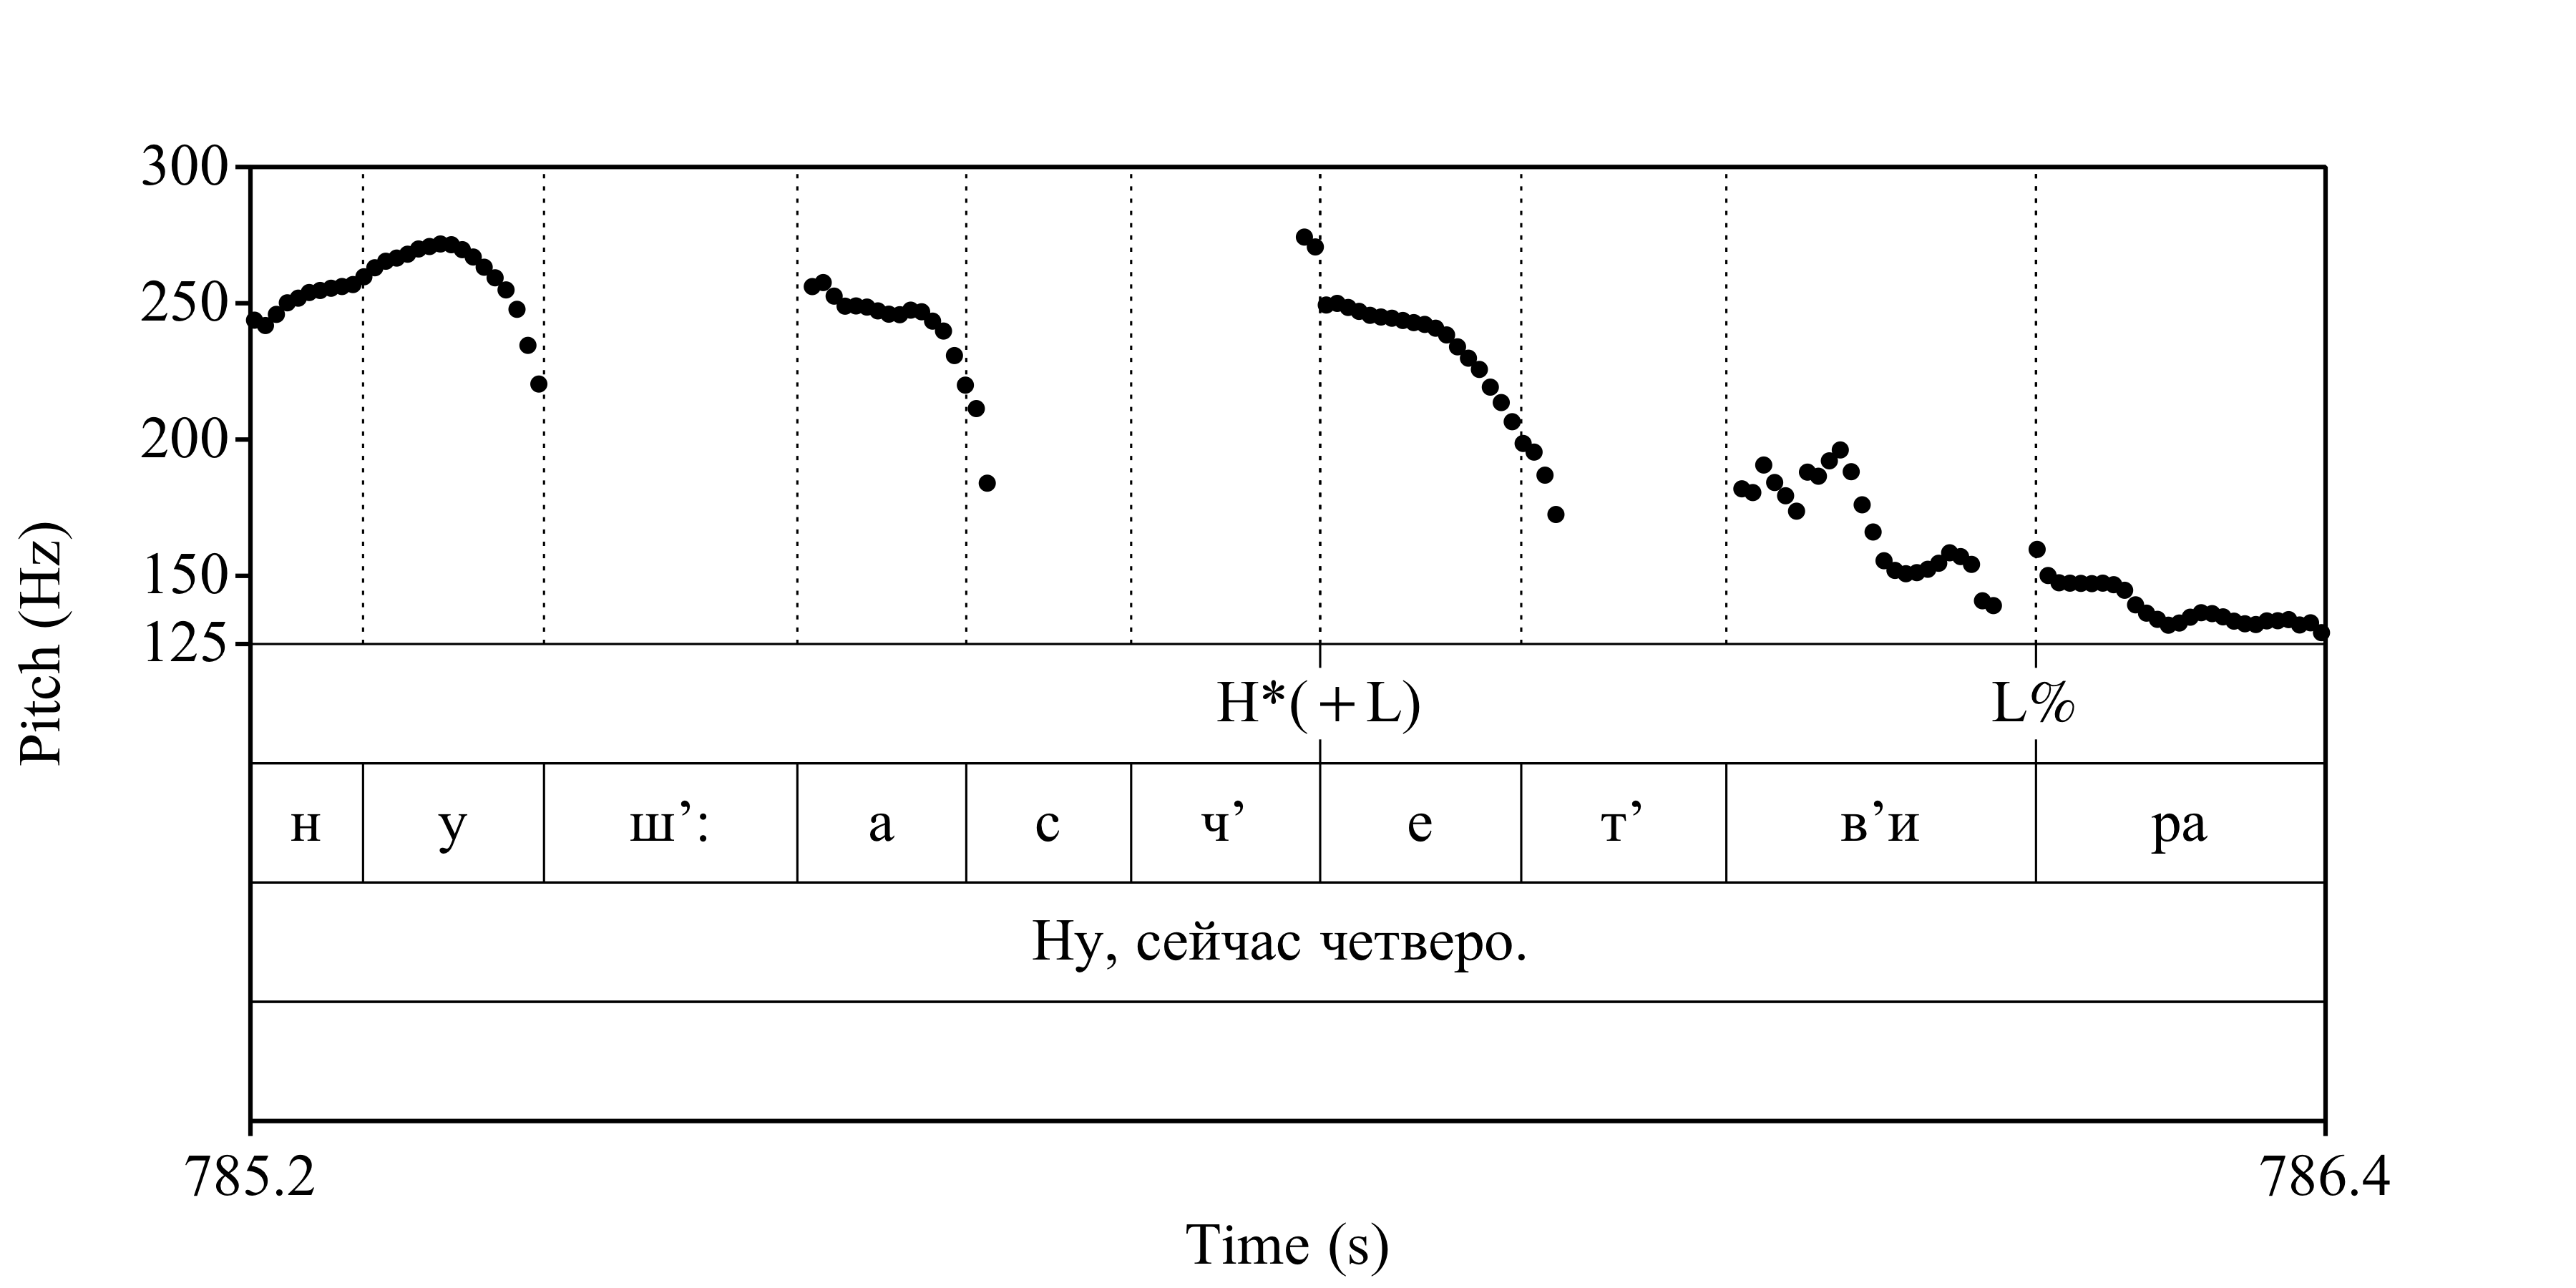 300
250
200
150
125
Pitch (Hz)
H*(+L) L%
н у ш’: а с ч’ е т’ в’и ра
Ну, сейчас четверо.
785.2 786.4
Time (s)